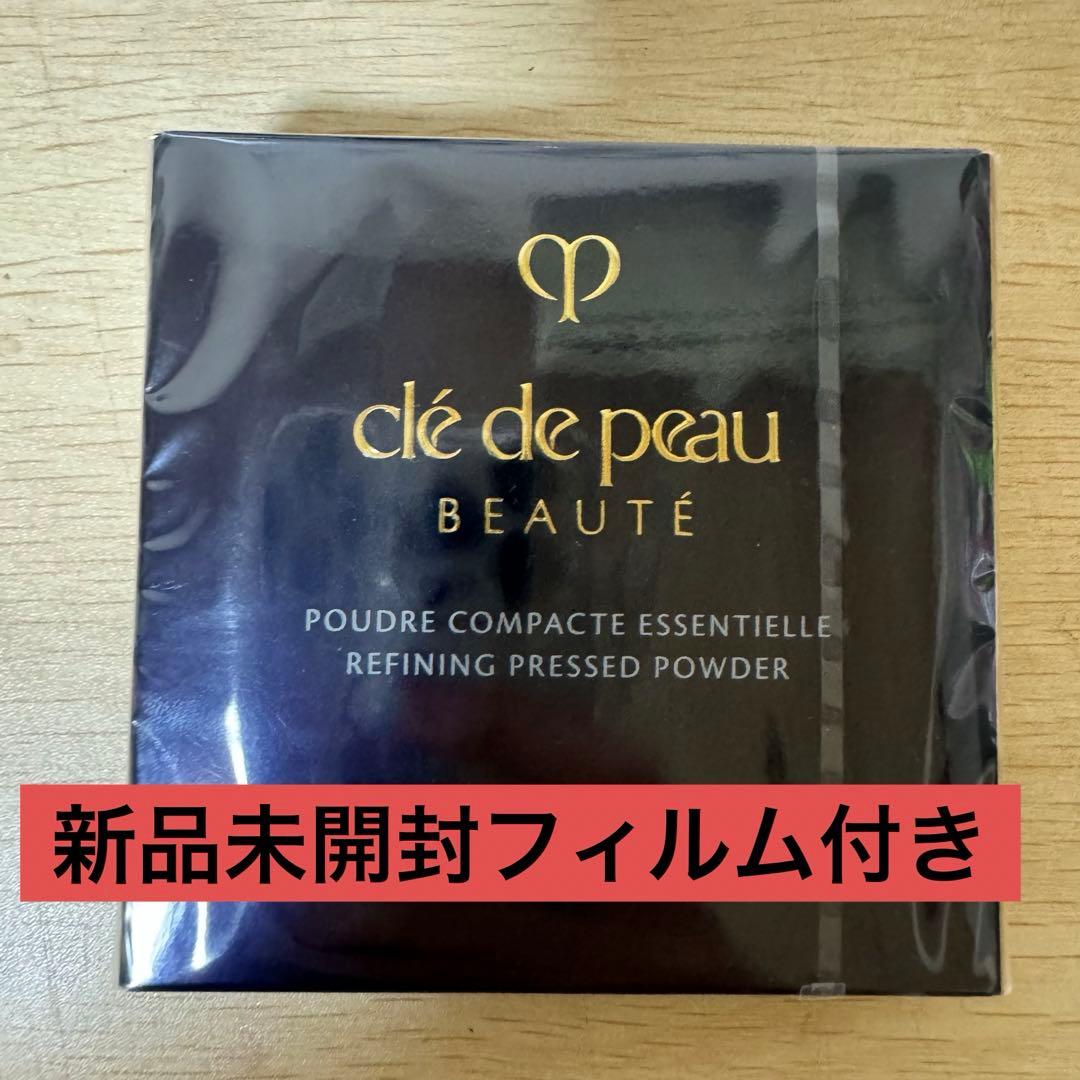 clé de peau
BEAUTÉ
POUDRE COMPACTE ESSENTIELLE
REFINING PRESSED POWDER
新品未開封フィルム付き